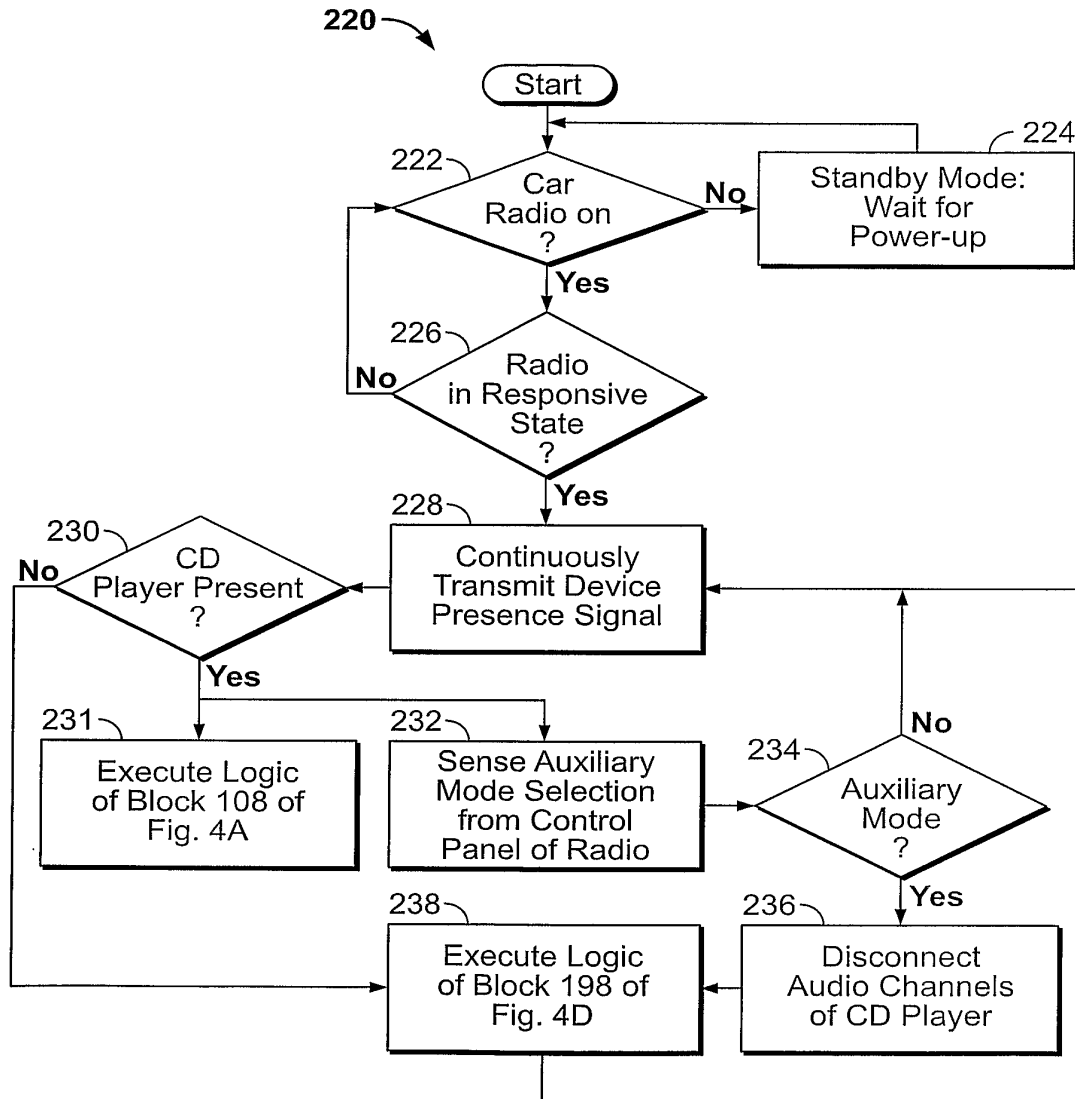 220
Start
222
Car
Radio on
?
No
224
Standby Mode:
Wait for
Power-up
Yes
226
Radio
in Responsive
State
?
No
Yes
228
Continuously
Transmit Device
Presence Signal
230
CD
Player Present
?
No
Yes
231
Execute Logic
of Block 108 of
Fig. 4A
232
Sense Auxiliary
Mode Selection
from Control
Panel of Radio
234
Auxiliary
Mode
?
No
Yes
236
Disconnect
Audio Channels
of CD Player
238
Execute Logic
of Block 198 of
Fig. 4D